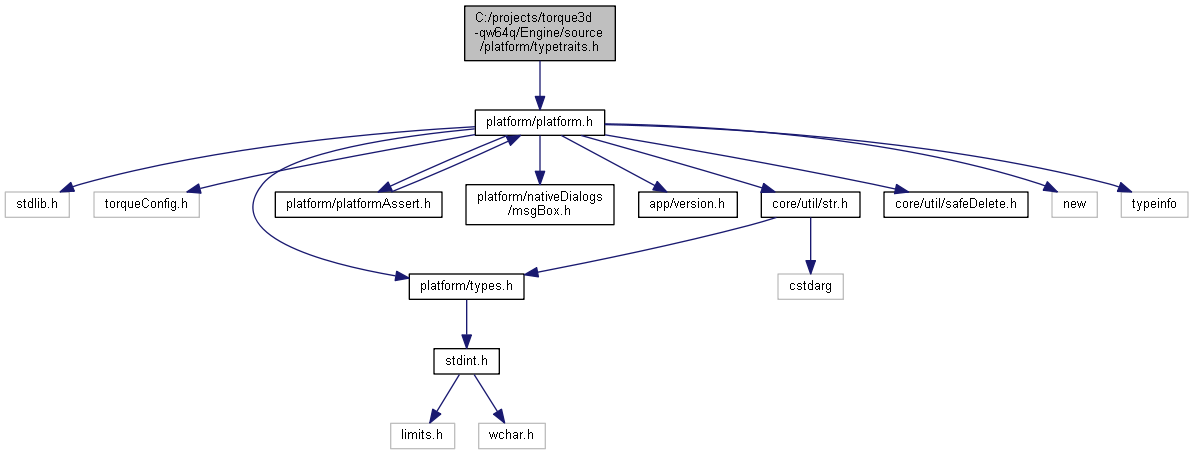 C:/projects/torque3d
-qw64q/Engine/source
/platform/typetraits.h
platform/platform.h
stdlib.h
torqueConfig.h
platform/platformAssert.h
platform/nativeDialogs
/msgBox.h
app/version.h
core/util/str.h
core/util/safeDelete.h
new
typeinfo
platform/types.h
cstdarg
stdint.h
limits.h
wchar.h